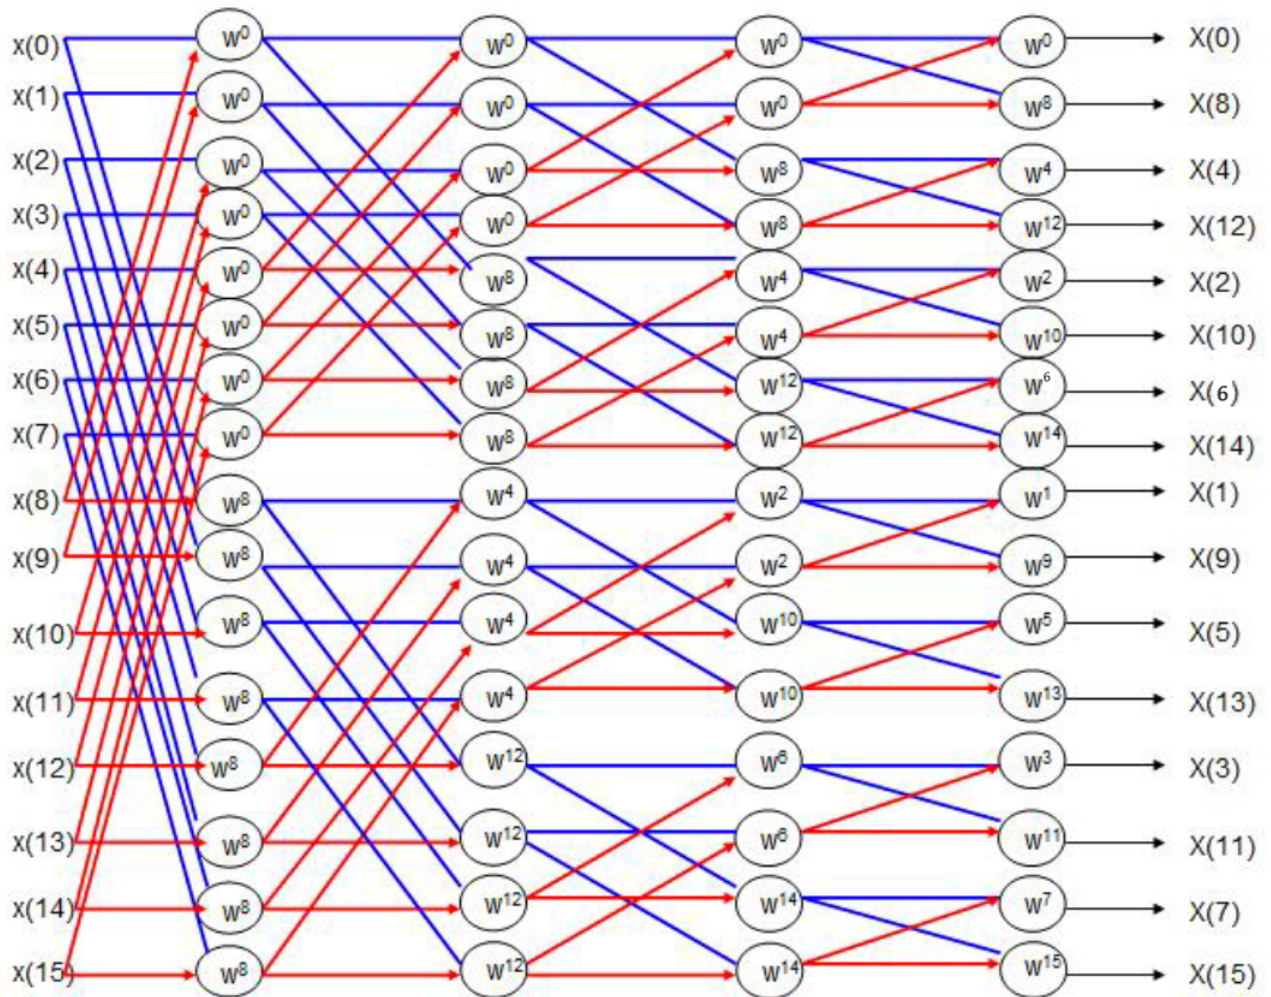 x(0) W⁰ W⁰ W⁰ W⁰ X(0)
x(1) W⁰ W⁰ W⁰ W⁸ X(8)
x(2) W⁰ W⁰ W⁸ W⁴ X(4)
x(3) W⁰ W⁰ W⁸ W¹² X(12)
x(4) W⁰ W⁸ W⁴ W² X(2)
x(5) W⁰ W⁸ W⁴ W¹⁰ X(10)
x(6) W⁰ W⁸ W¹² W⁶ X(6)
x(7) W⁰ W⁸ W¹² W¹⁴ X(14)
x(8) W⁸ W⁴ W² W¹ X(1)
x(9) W⁸ W⁴ W² W⁹ X(9)
x(10) W⁸ W⁴ W¹⁰ W⁵ X(5)
x(11) W⁸ W⁴ W¹⁰ W¹³ X(13)
x(12) W⁸ W¹² W⁶ W³ X(3)
x(13) W⁸ W¹² W⁶ W¹¹ X(11)
x(14) W⁸ W¹² W¹⁴ W⁷ X(7)
x(15) W⁸ W¹² W¹⁴ W¹⁵ X(15)